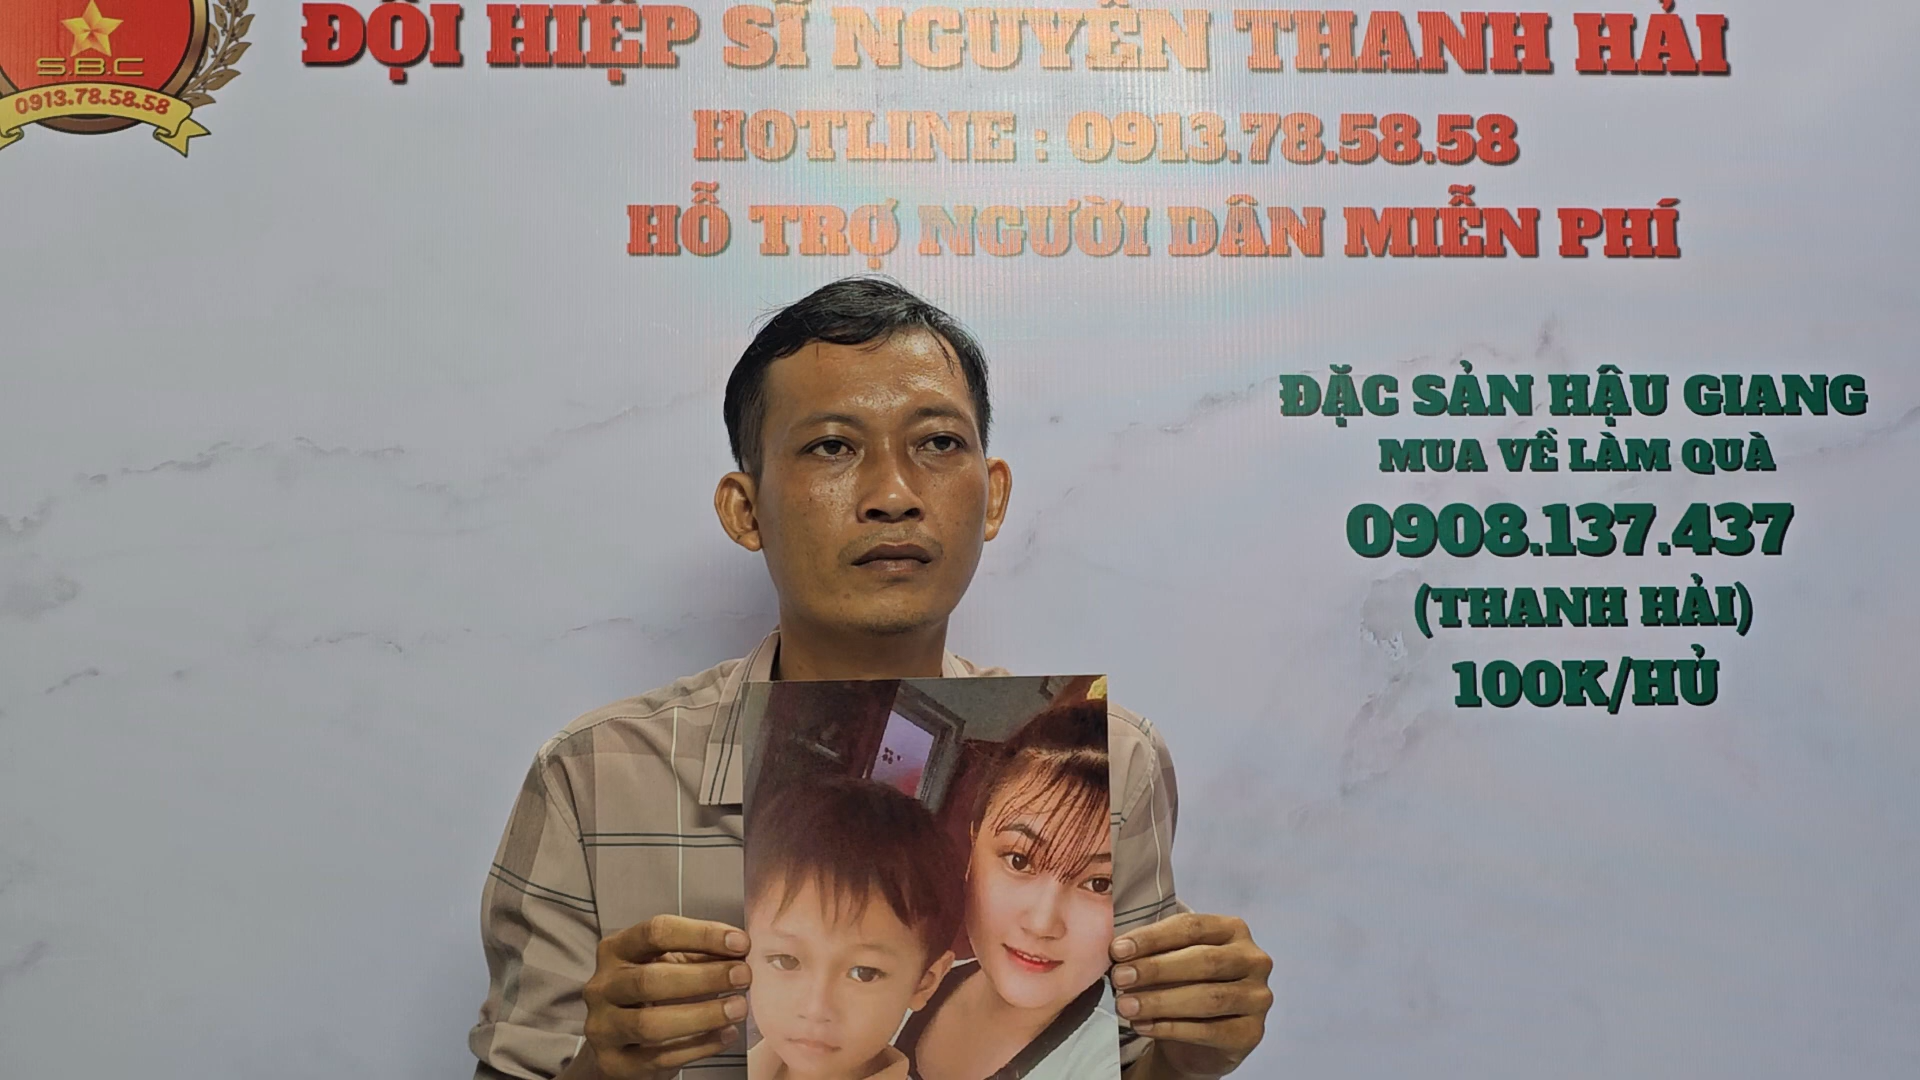 S.B.C
0913.78.58.58
ĐỘI HIỆP SĨ NGUYỄN THANH HẢI
HOTLINE : 0913.78.58.58
HỖ TRỢ NGƯỜI DÂN MIỄN PHÍ
ĐẶC SẢN HẬU GIANG
MUA VỀ LÀM QUÀ
0908.137.437
(THANH HẢI)
100K/HỦ